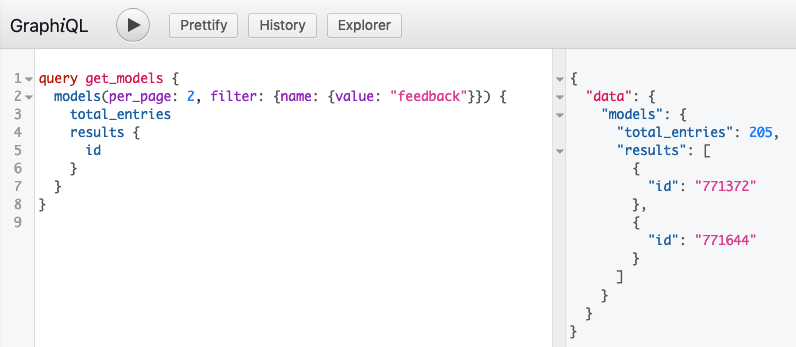 GraphiQL Prettify History Explorer
1 query get_models {
2 models(per_page: 2, filter: {name: {value: "feedback"}}) {
3 total_entries
4 results {
5 id
6 }
7 }
8 }
9
{
"data": {
"models": {
"total_entries": 205,
"results": [
{
"id": "771372"
},
{
"id": "771644"
}
]
}
}
}